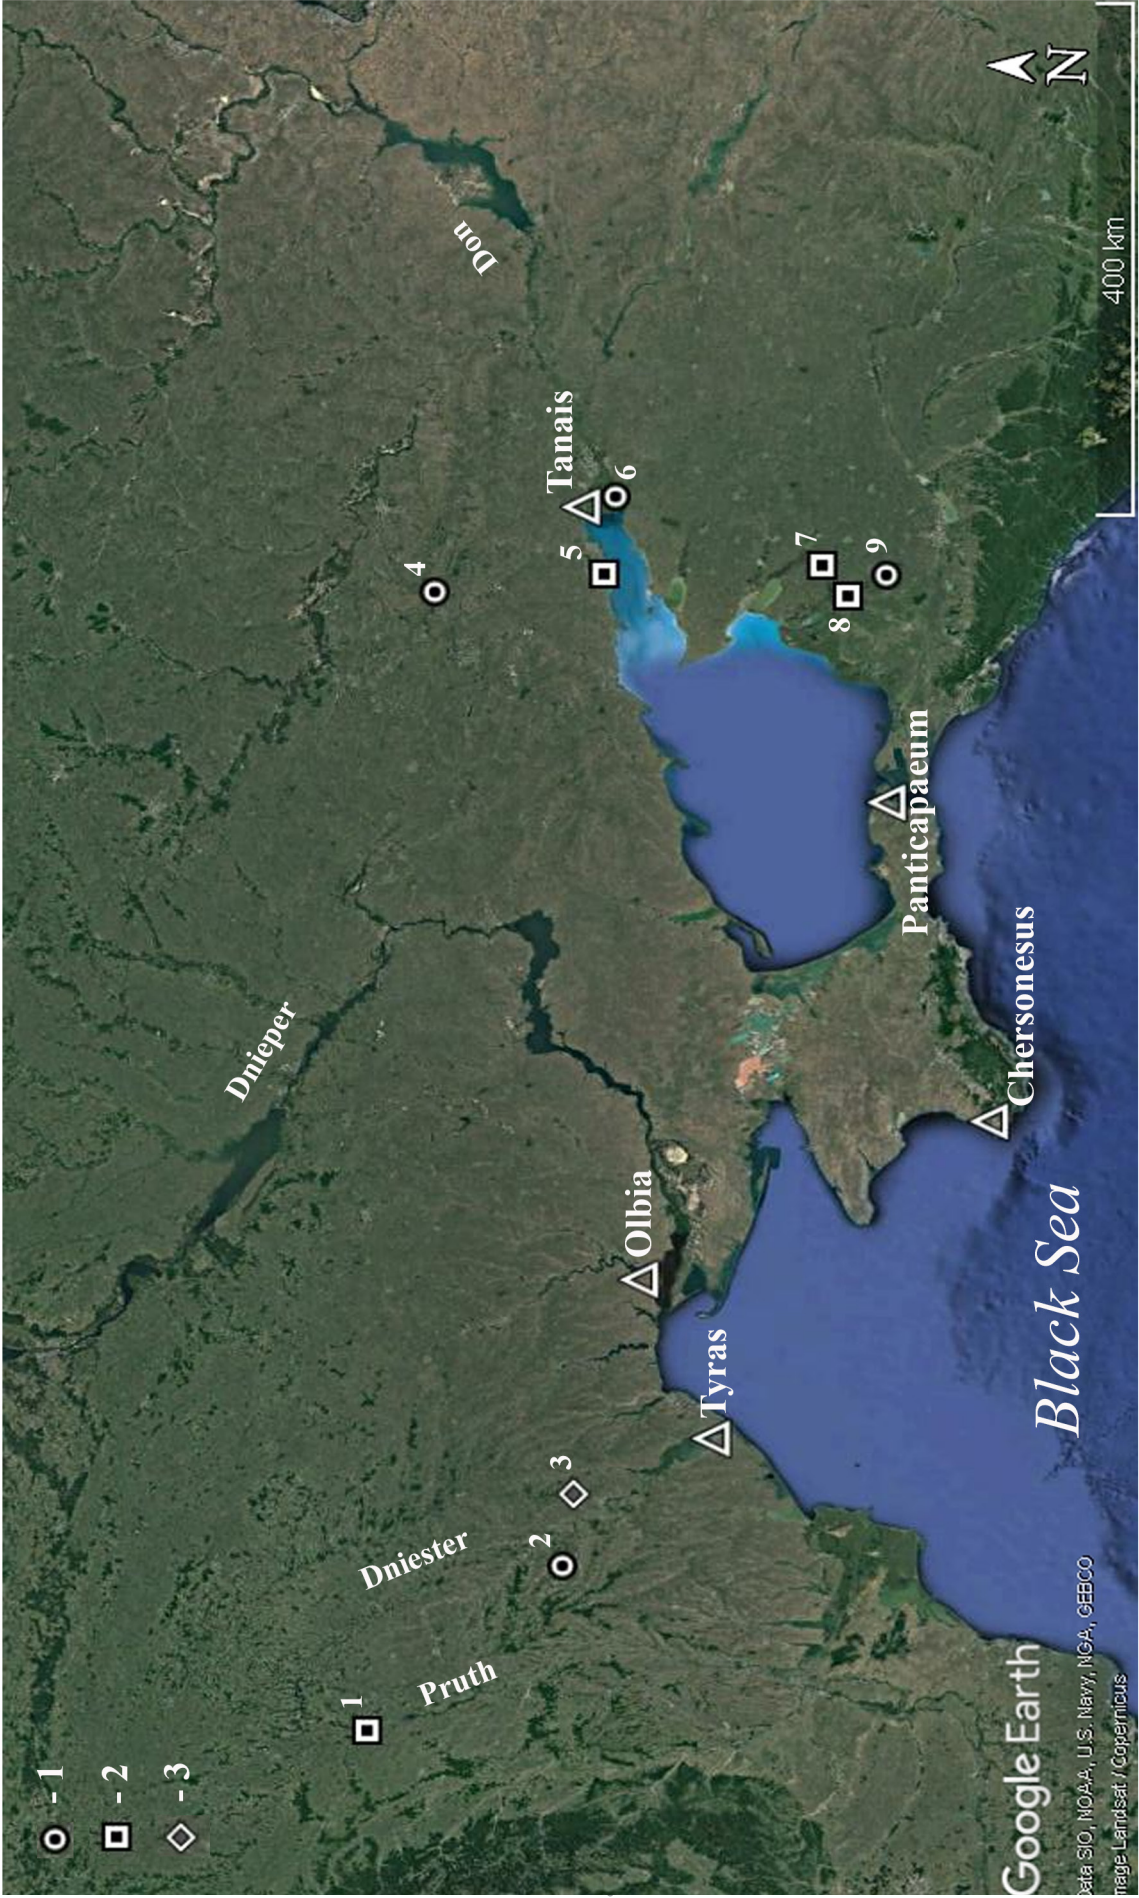 - 1
- 2
- 3
1
Pruth
Dniester
2
3
Tyras
Olbia
Dnieper
4
Don
Tanais
5
6
7
8
9
Panticapaeum
Chersonesus
Black Sea
N
400 km
Google Earth
Data SIO, NOAA, U.S. Navy, NGA, GEBCO
mage Landsat / Copernicus